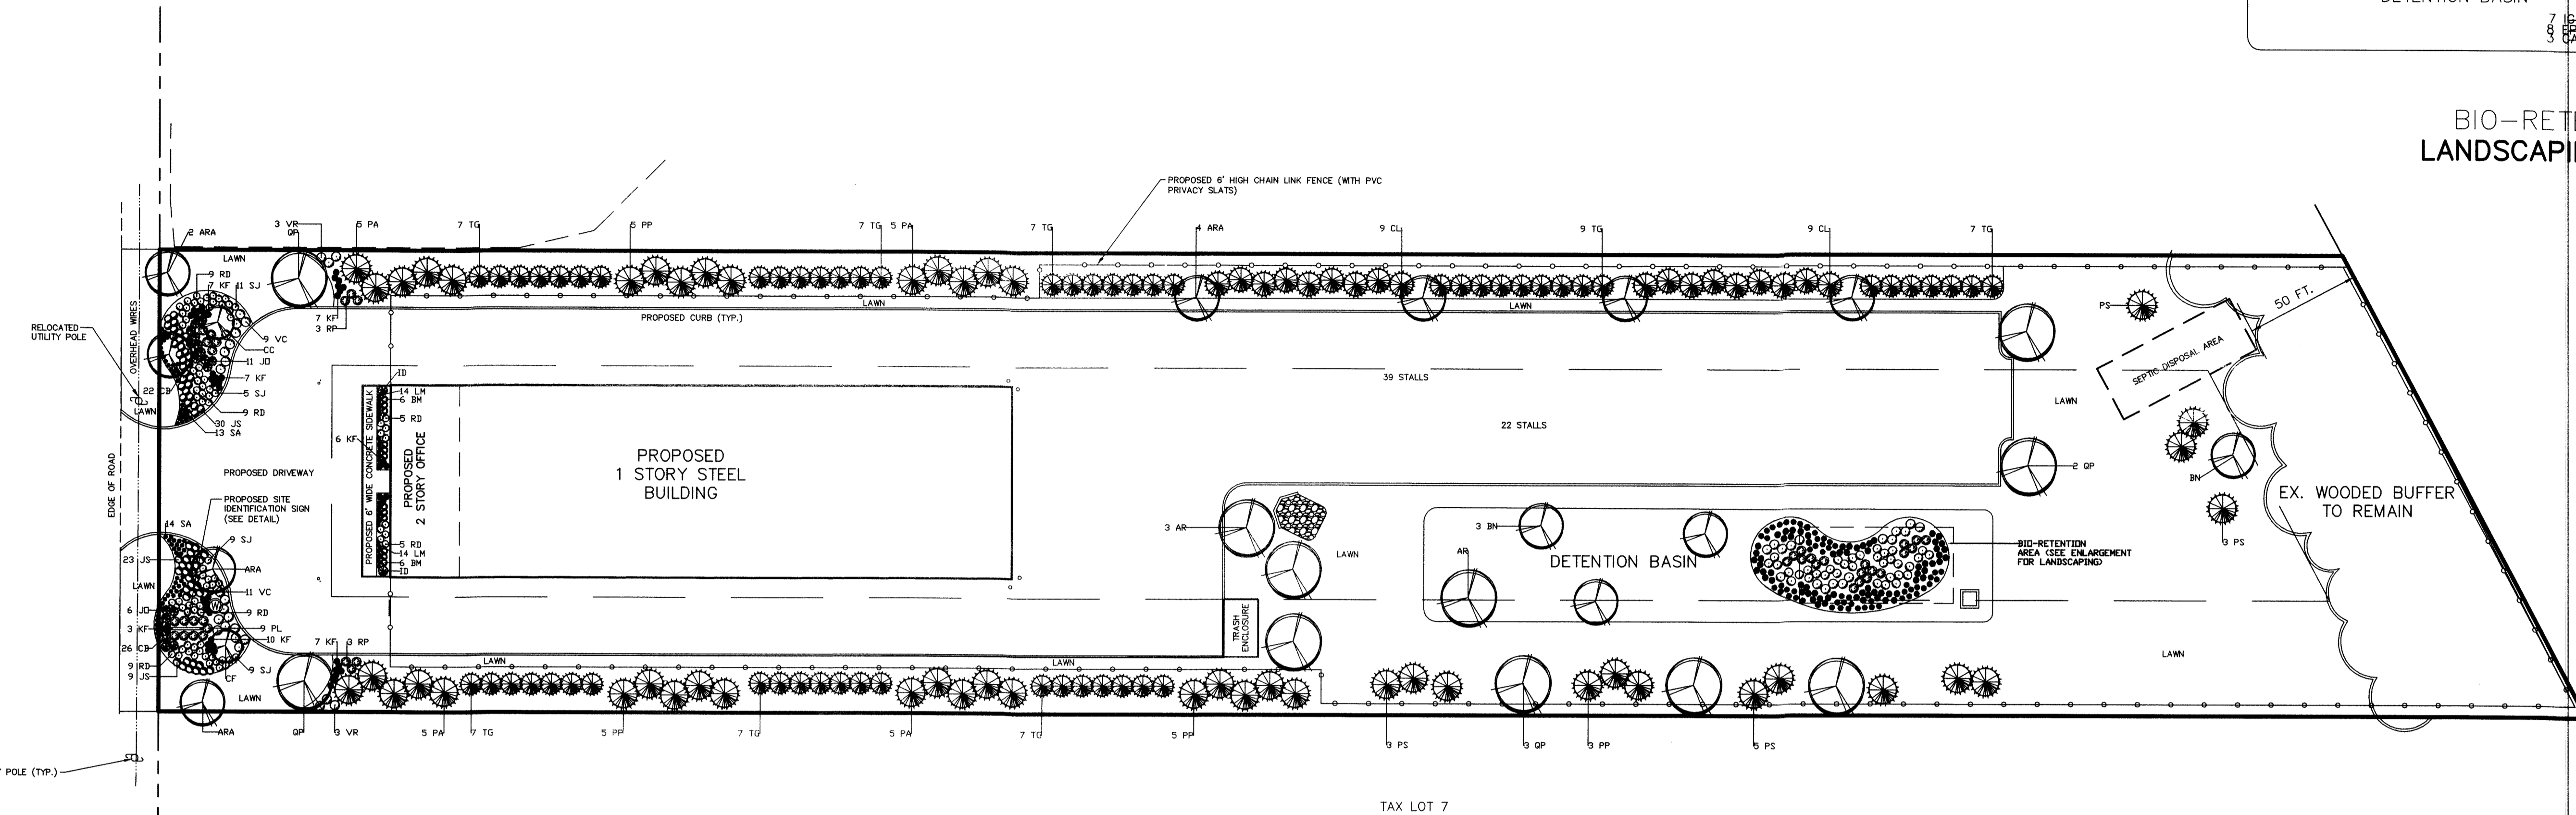 DETENTION BASIN
BIO-RETE
LANDSCAPI
PROPOSED 6' HIGH CHAIN LINK FENCE (WITH PVC
PRIVACY SLATS)
2 ARA
3 VR
QP
5 PA
7 TG
5 PP
7 TG
5 PA
7 TG
4 ARA
9 CL
9 TG
9 CL
7 TG
LAWN
9 RD
7 KF
11 SJ
7 KF
3 RP
LAWN
LAWN
PROPOSED CURB (TYP.)
RELOCATED
UTILITY POLE
OVERHEAD WIRES
9 VC
CC
11 JO
7 KF
5 SJ
9 RD
30 JS
13 SA
22 CB
LAWN
PS
50 FT.
SEPTIC DISPOSAL AREA
39 STALLS
LAWN
22 STALLS
ID
14 LM
6 BM
5 RD
6 KF
PROPOSED 6' WIDE CONCRETE SIDEWALK
PROPOSED
2 STORY OFFICE
5 RD
14 LM
6 BM
ID
PROPOSED
1 STORY STEEL
BUILDING
EDGE OF ROAD
PROPOSED DRIVEWAY
PROPOSED SITE
IDENTIFICATION SIGN
(SEE DETAIL)
2 QP
BN
EX. WOODED BUFFER
TO REMAIN
3 PS
14 SA
9 SJ
23 JS
ARA
LAWN
11 VC
6 JO
9 RD
3 KF
9 PL
10 KF
26 CB
9 RD
9 SJ
9 JS
CF
7 KF
3 RP
3 AR
LAWN
3 BN
AR
DETENTION BASIN
BIO-RETENTION
AREA (SEE ENLARGEMENT
FOR LANDSCAPING)
TRASH
ENCLOSURE
LAWN
LAWN
LAWN
LAWN
ARA
QP
3 VR
5 PA
7 TG
5 PP
7 TG
5 PA
7 TG
5 PP
3 PS
3 QP
3 PP
5 PS
POLE (TYP.)
TAX LOT 7